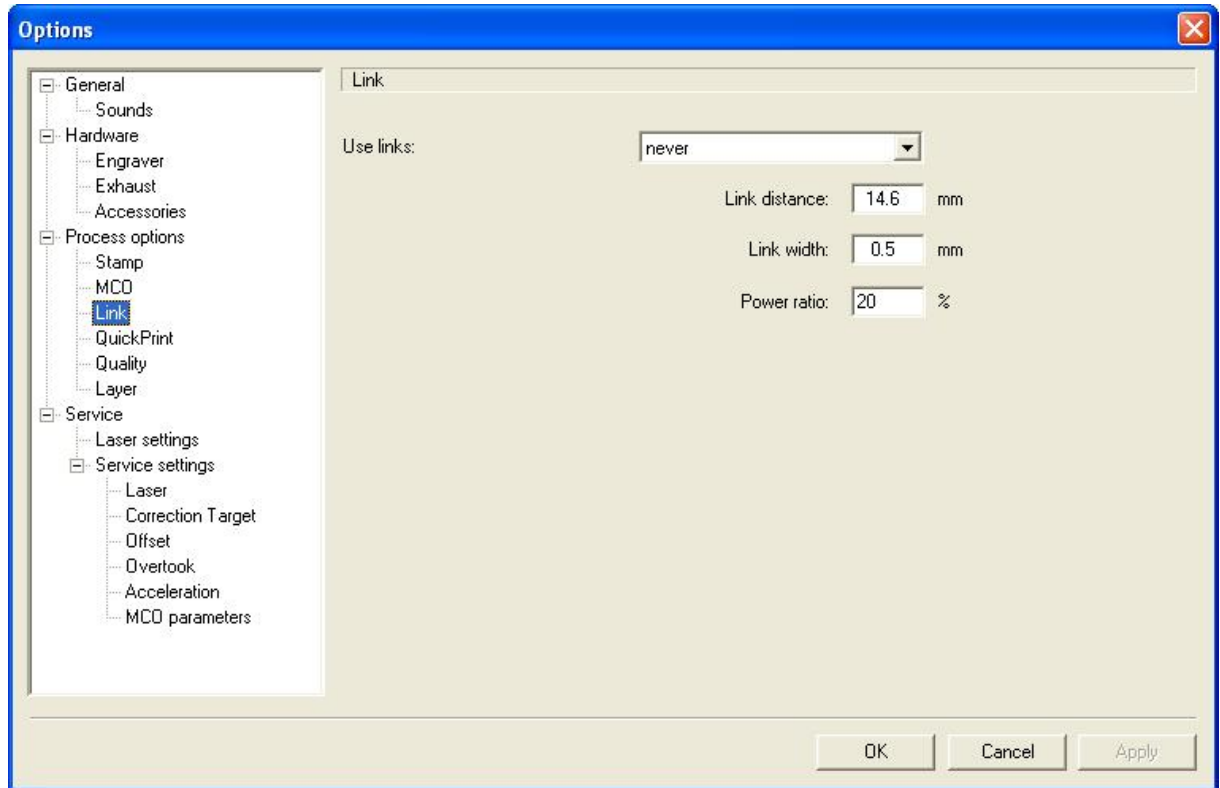 Options
General
Sounds
Hardware
Engraver
Exhaust
Accessories
Process options
Stamp
MCO
Link
QuickPrint
Quality
Layer
Service
Laser settings
Service settings
Laser
Correction Target
Offset
Overtook
Acceleration
MCO parameters
Link
Use links: never
Link distance: 14.6 mm
Link width: 0.5 mm
Power ratio: 20 %
OK Cancel Apply